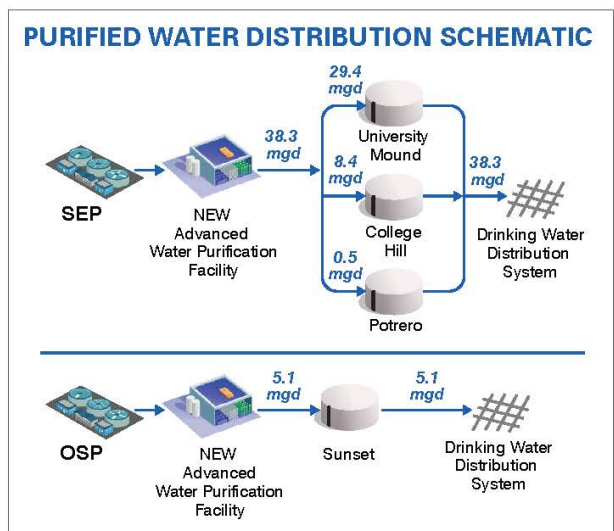 PURIFIED WATER DISTRIBUTION SCHEMATIC
29.4
mgd
University
Mound
38.3
mgd
8.4
mgd
College
Hill
38.3
mgd
0.5
mgd
Potrero
SEP
NEW
Advanced
Water Purification
Facility
Drinking Water
Distribution
System
5.1
mgd
5.1
mgd
OSP
NEW
Advanced
Water Purification
Facility
Sunset
Drinking Water
Distribution
System